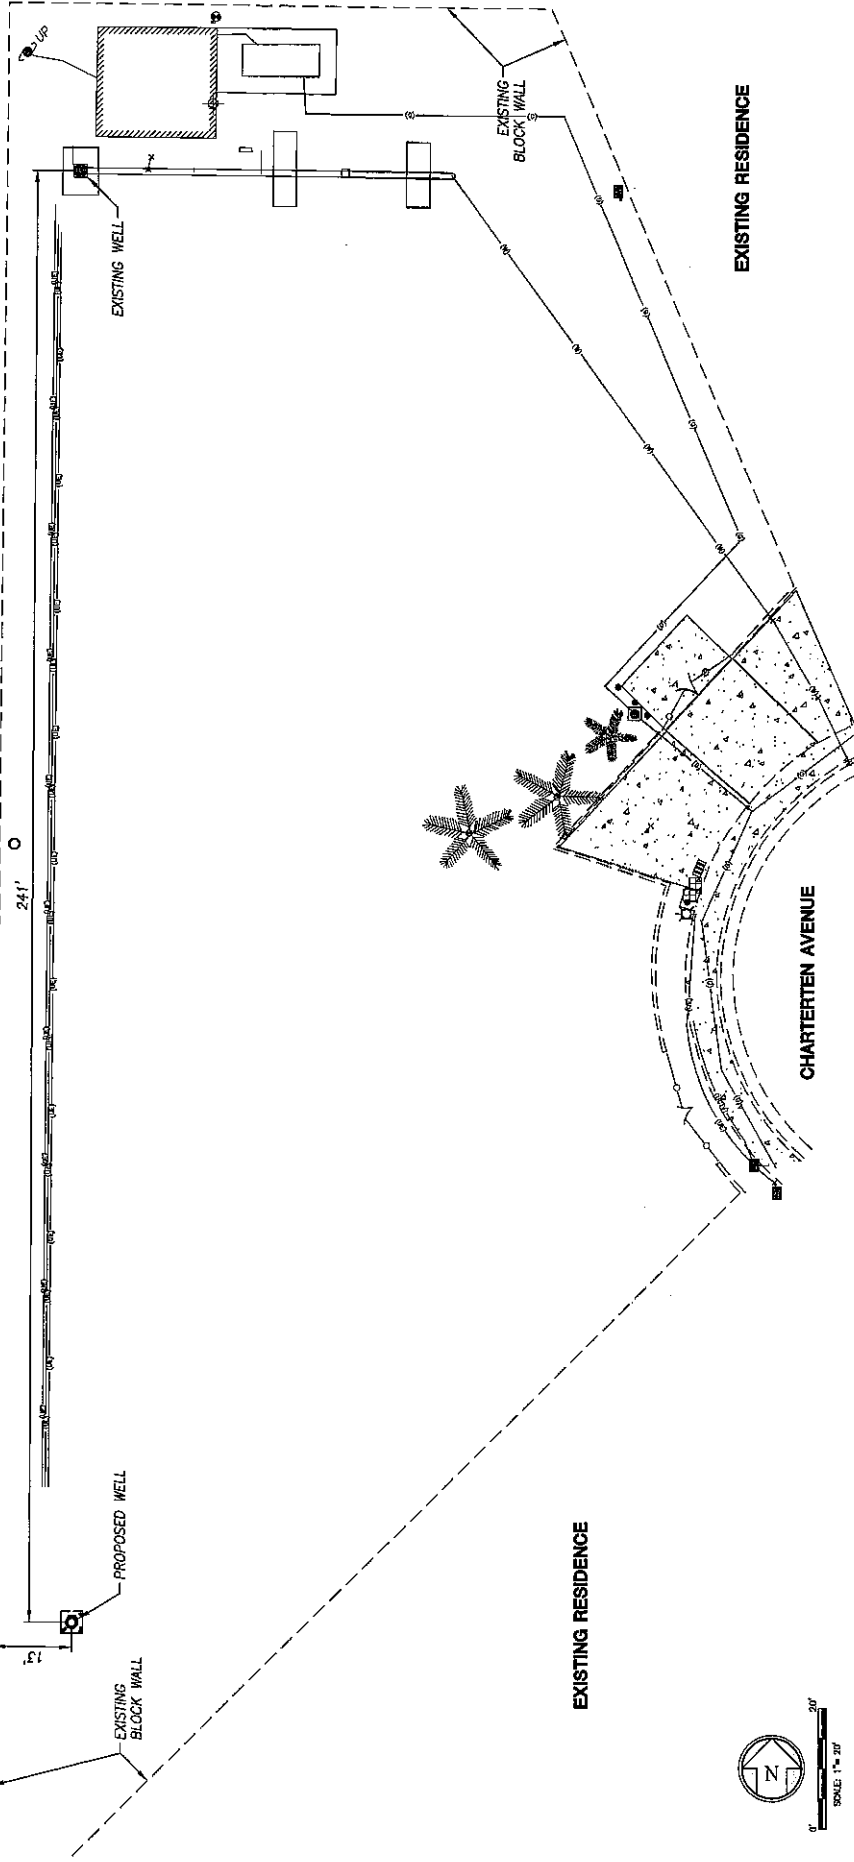 UP
EXISTING
BLOCK WALL
EXISTING RESIDENCE
EXISTING WELL
241'
CHARTERTEN AVENUE
PROPOSED WELL
13'
EXISTING
BLOCK WALL
EXISTING RESIDENCE
N
0'
20'
SCALE: 1"= 20'